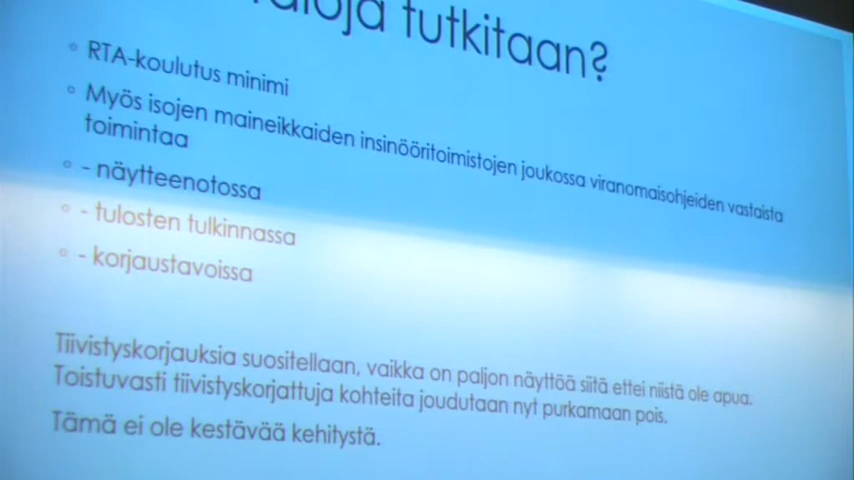 taloja tutkitaan?
RTA-koulutus minimi
Myös isojen maineikkaiden insinööritoimistojen joukossa viranomaisohjeiden vastaista
toimintaa
- näytteenotossa
- tulosten tulkinnassa
- korjaustavoissa
Tiivistyskorjauksia suositellaan, vaikka on paljon näyttöä siitä ettei niistä ole apua.
Toistuvasti tiivistyskorjattuja kohteita joudutaan nyt purkamaan pois.
Tämä ei ole kestävää kehitystä.